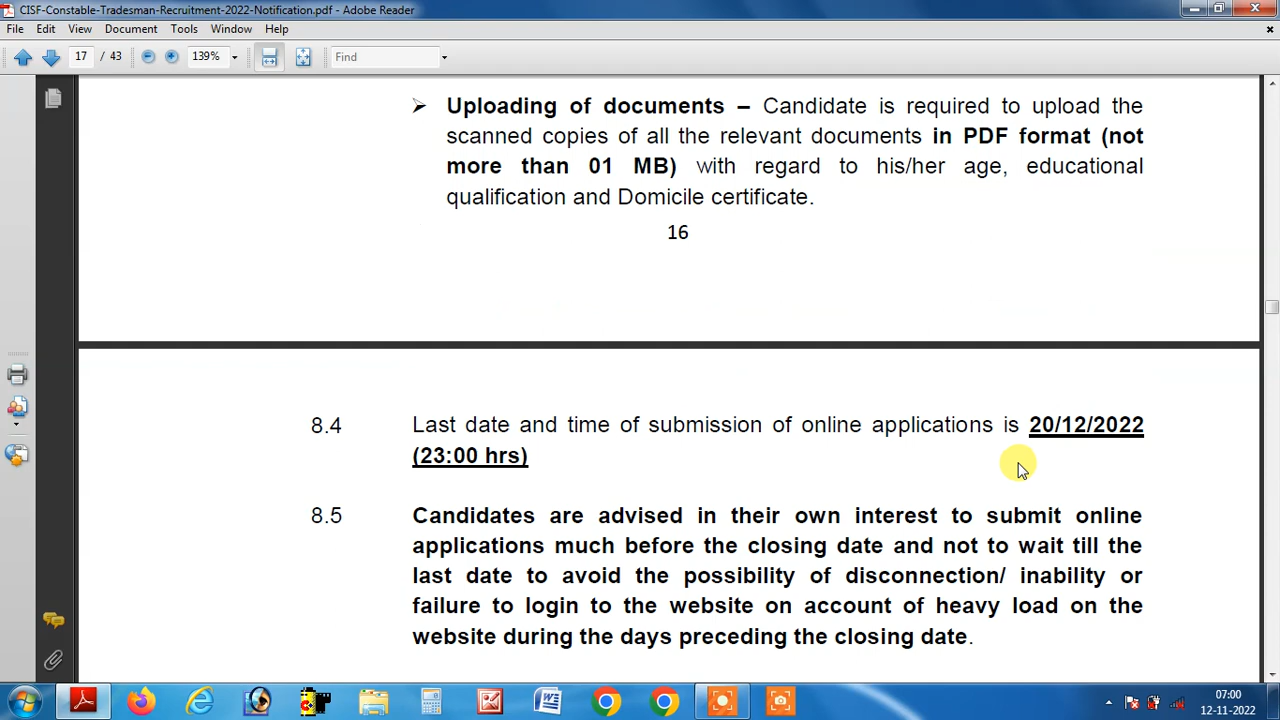 CISF-Constable-Tradesman-Recruitment-2022-Notification.pdf - Adobe Reader
File Edit View Document Tools Window Help
17 / 43 139% Find
➢ Uploading of documents – Candidate is required to upload the
scanned copies of all the relevant documents in PDF format (not
more than 01 MB) with regard to his/her age, educational
qualification and Domicile certificate.
16
8.4 Last date and time of submission of online applications is 20/12/2022
(23:00 hrs)
8.5 Candidates are advised in their own interest to submit online
applications much before the closing date and not to wait till the
last date to avoid the possibility of disconnection/ inability or
failure to login to the website on account of heavy load on the
website during the days preceding the closing date.
07:00
12-11-2022